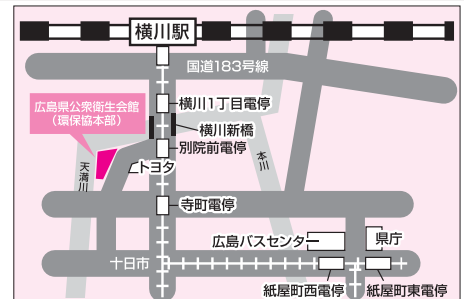 横川駅
国道183号線
広島県公衆衛生会館
(環保協本部)
横川1丁目電停
横川新橋
別院前電停
トヨタ
天満川
本川
寺町電停
広島バスセンター
県庁
十日市
紙屋町西電停
紙屋町東電停